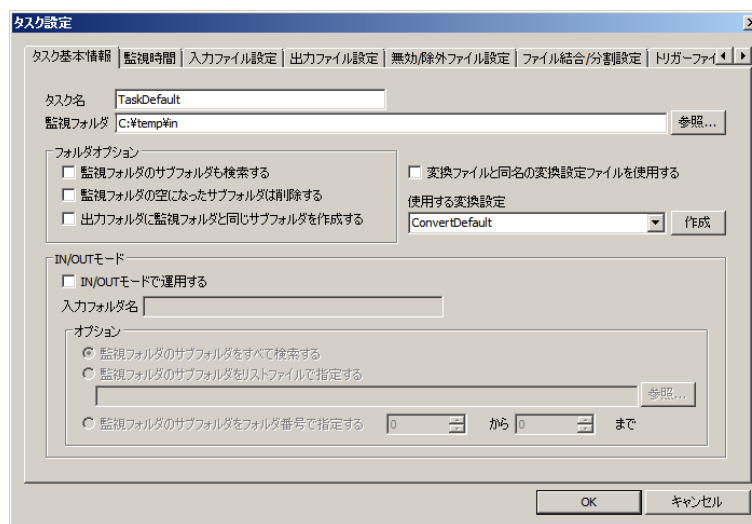 タスク設定
タスク基本情報 監視時間 入力ファイル設定 出力ファイル設定 無効/除外ファイル設定 ファイル結合/分割設定 トリガーファイ
タスク名 TaskDefault
監視フォルダ C:¥temp¥in 参照...
フォルダオプション
監視フォルダのサブフォルダも検索する
監視フォルダの空になったサブフォルダは削除する
出力フォルダに監視フォルダと同じサブフォルダを作成する
変換ファイルと同名の変換設定ファイルを使用する
使用する変換設定
ConvertDefault 作成
IN/OUTモード
IN/OUTモードで運用する
入力フォルダ名
オプション
監視フォルダのサブフォルダをすべて検索する
監視フォルダのサブフォルダをリストファイルで指定する
参照...
監視フォルダのサブフォルダをフォルダ番号で指定する 0 から 0 まで
OK キャンセル